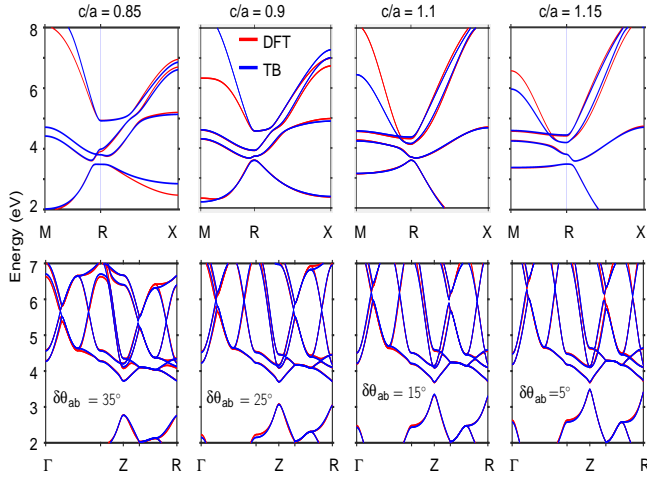 c/a = 0.85
c/a = 0.9
c/a = 1.1
c/a = 1.15
8
6
4
2
DFT
TB
M R X
M R X
M R X
M R X
Energy (eV)
7
6
5
4
3
2
δθab = 35°
δθab = 25°
δθab = 15°
δθab =5°
Γ Z R
Γ Z R
Γ Z R
Γ Z R